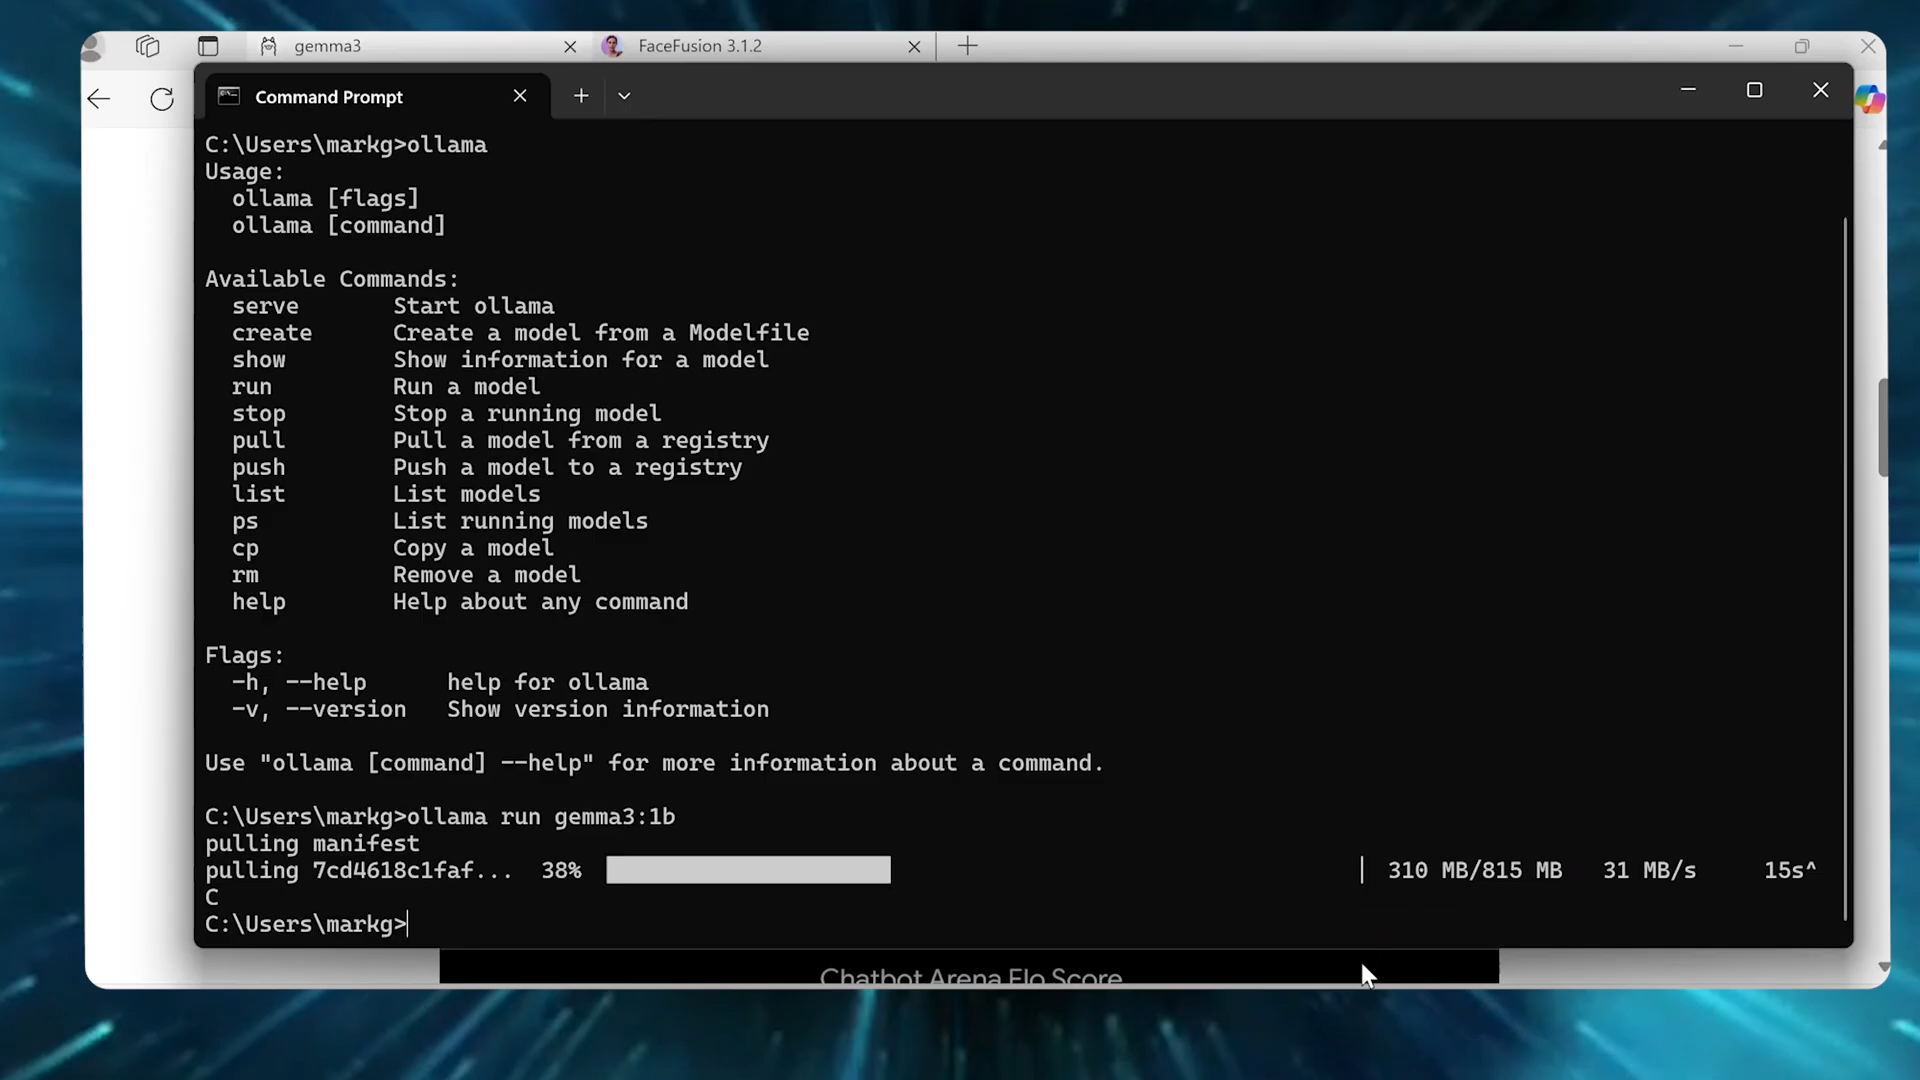 gemma3
FaceFusion 3.1.2
Command Prompt
C:\Users\markg>ollama
Usage:
ollama [flags]
ollama [command]
Available Commands:
serve Start ollama
create Create a model from a Modelfile
show Show information for a model
run Run a model
stop Stop a running model
pull Pull a model from a registry
push Push a model to a registry
list List models
ps List running models
cp Copy a model
rm Remove a model
help Help about any command
Flags:
-h, --help help for ollama
-v, --version Show version information
Use "ollama [command] --help" for more information about a command.
C:\Users\markg>ollama run gemma3:1b
pulling manifest
pulling 7cd4618c1faf... 38% 310 MB/815 MB 31 MB/s 15s^
C
C:\Users\markg>
Chatbot Arena Elo Score